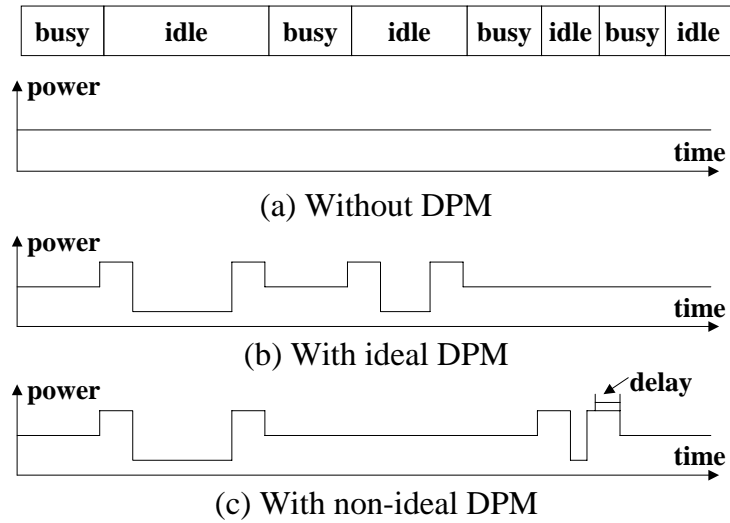 busy idle busy idle busy idle busy idle
power
time
(a) Without DPM
power
time
(b) With ideal DPM
delay
power
time
(c) With non-ideal DPM